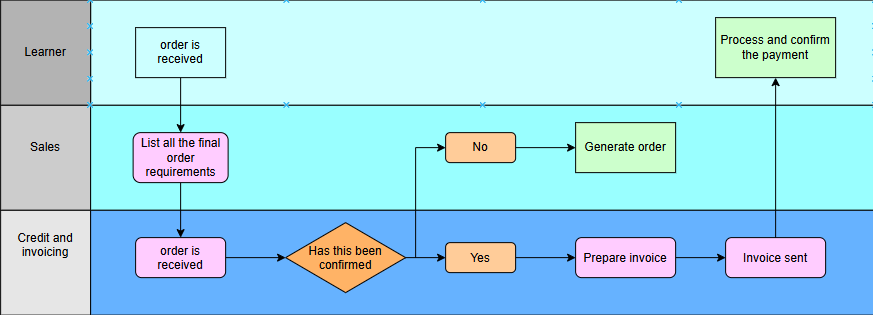 Learner
order is
received
Process and confirm
the payment
Sales
List all the final
order
requirements
No
Generate order
Credit and
invoicing
order is
received
Has this been
confirmed
Yes
Prepare invoice
Invoice sent